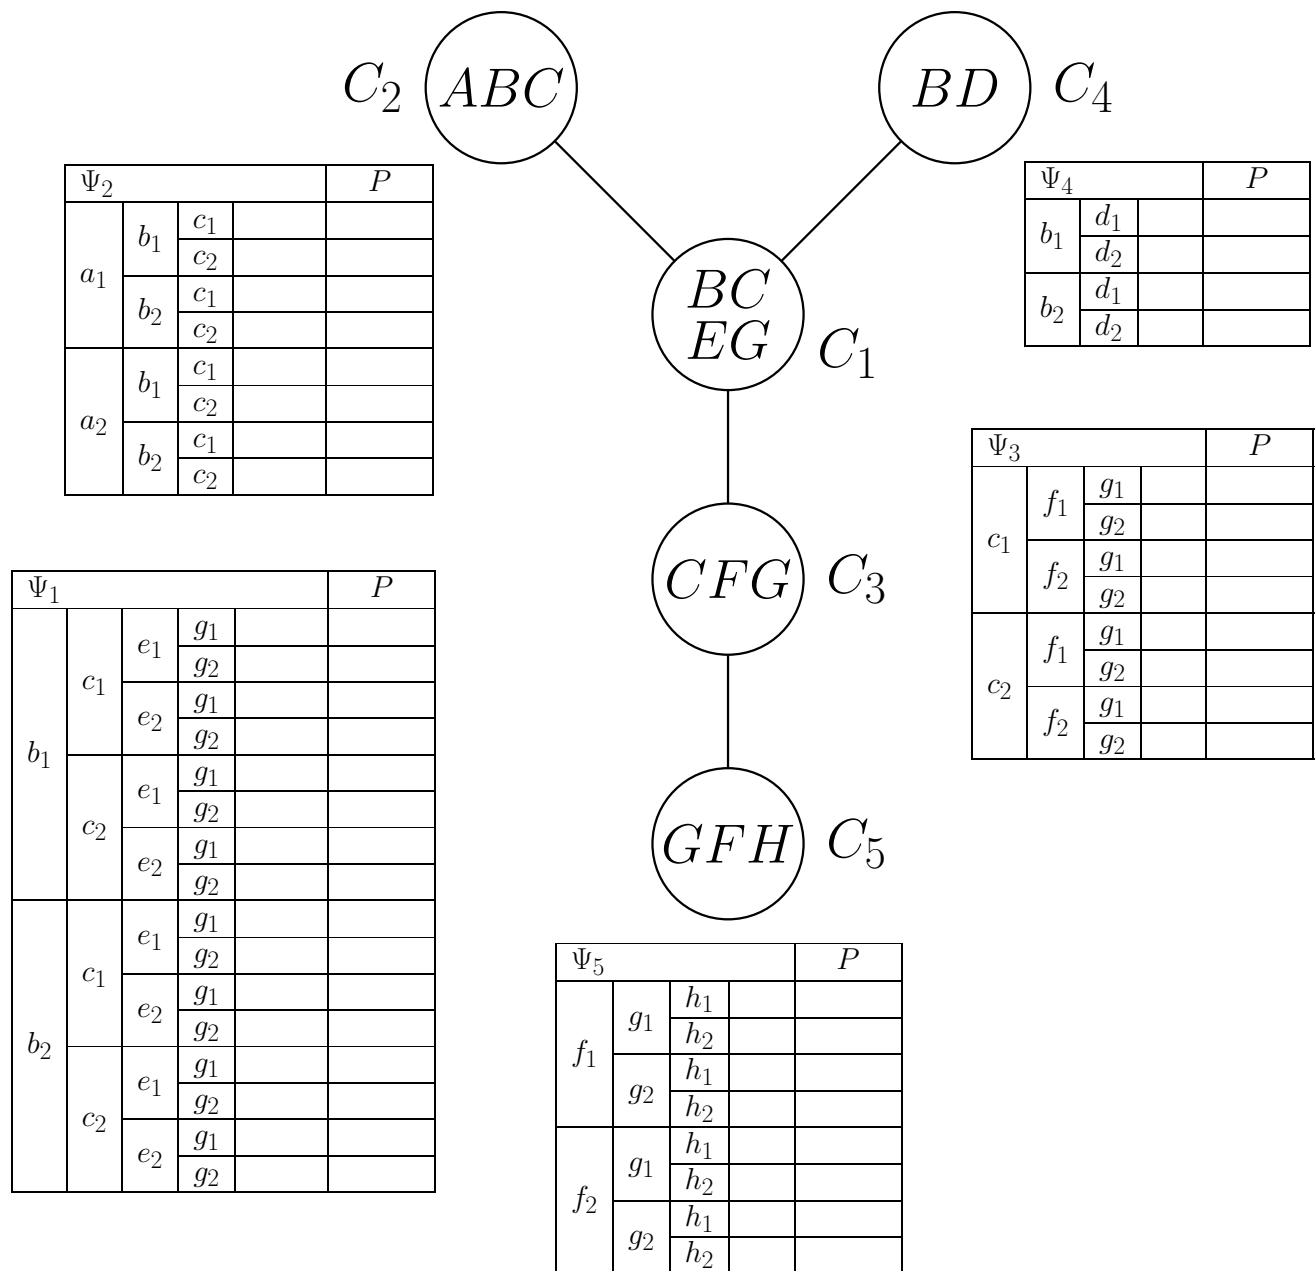 C₂ ABC
BD C₄
BC
EG
C₁
CFG C₃
GFH C₅
Ψ₂ P
a₁ b₁ c₁
c₂
b₂ c₁
c₂
a₂ b₁ c₁
c₂
b₂ c₁
c₂
Ψ₄ P
b₁ d₁
d₂
b₂ d₁
d₂
Ψ₃ P
c₁ f₁ g₁
g₂
f₂ g₁
g₂
c₂ f₁ g₁
g₂
f₂ g₁
g₂
Ψ₁ P
b₁ c₁ e₁ g₁
g₂
e₂ g₁
g₂
c₂ e₁ g₁
g₂
e₂ g₁
g₂
b₂ c₁ e₁ g₁
g₂
e₂ g₁
g₂
c₂ e₁ g₁
g₂
e₂ g₁
g₂
Ψ₅ P
f₁ g₁ h₁
h₂
g₂ h₁
h₂
f₂ g₁ h₁
h₂
g₂ h₁
h₂